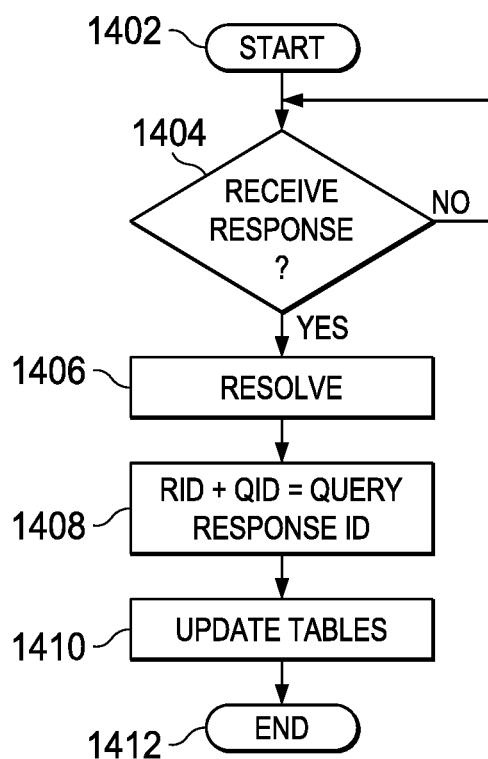 1402
START
1404
RECEIVE
RESPONSE
?
NO
YES
1406
RESOLVE
1408
RID + QID = QUERY
RESPONSE ID
1410
UPDATE TABLES
1412
END